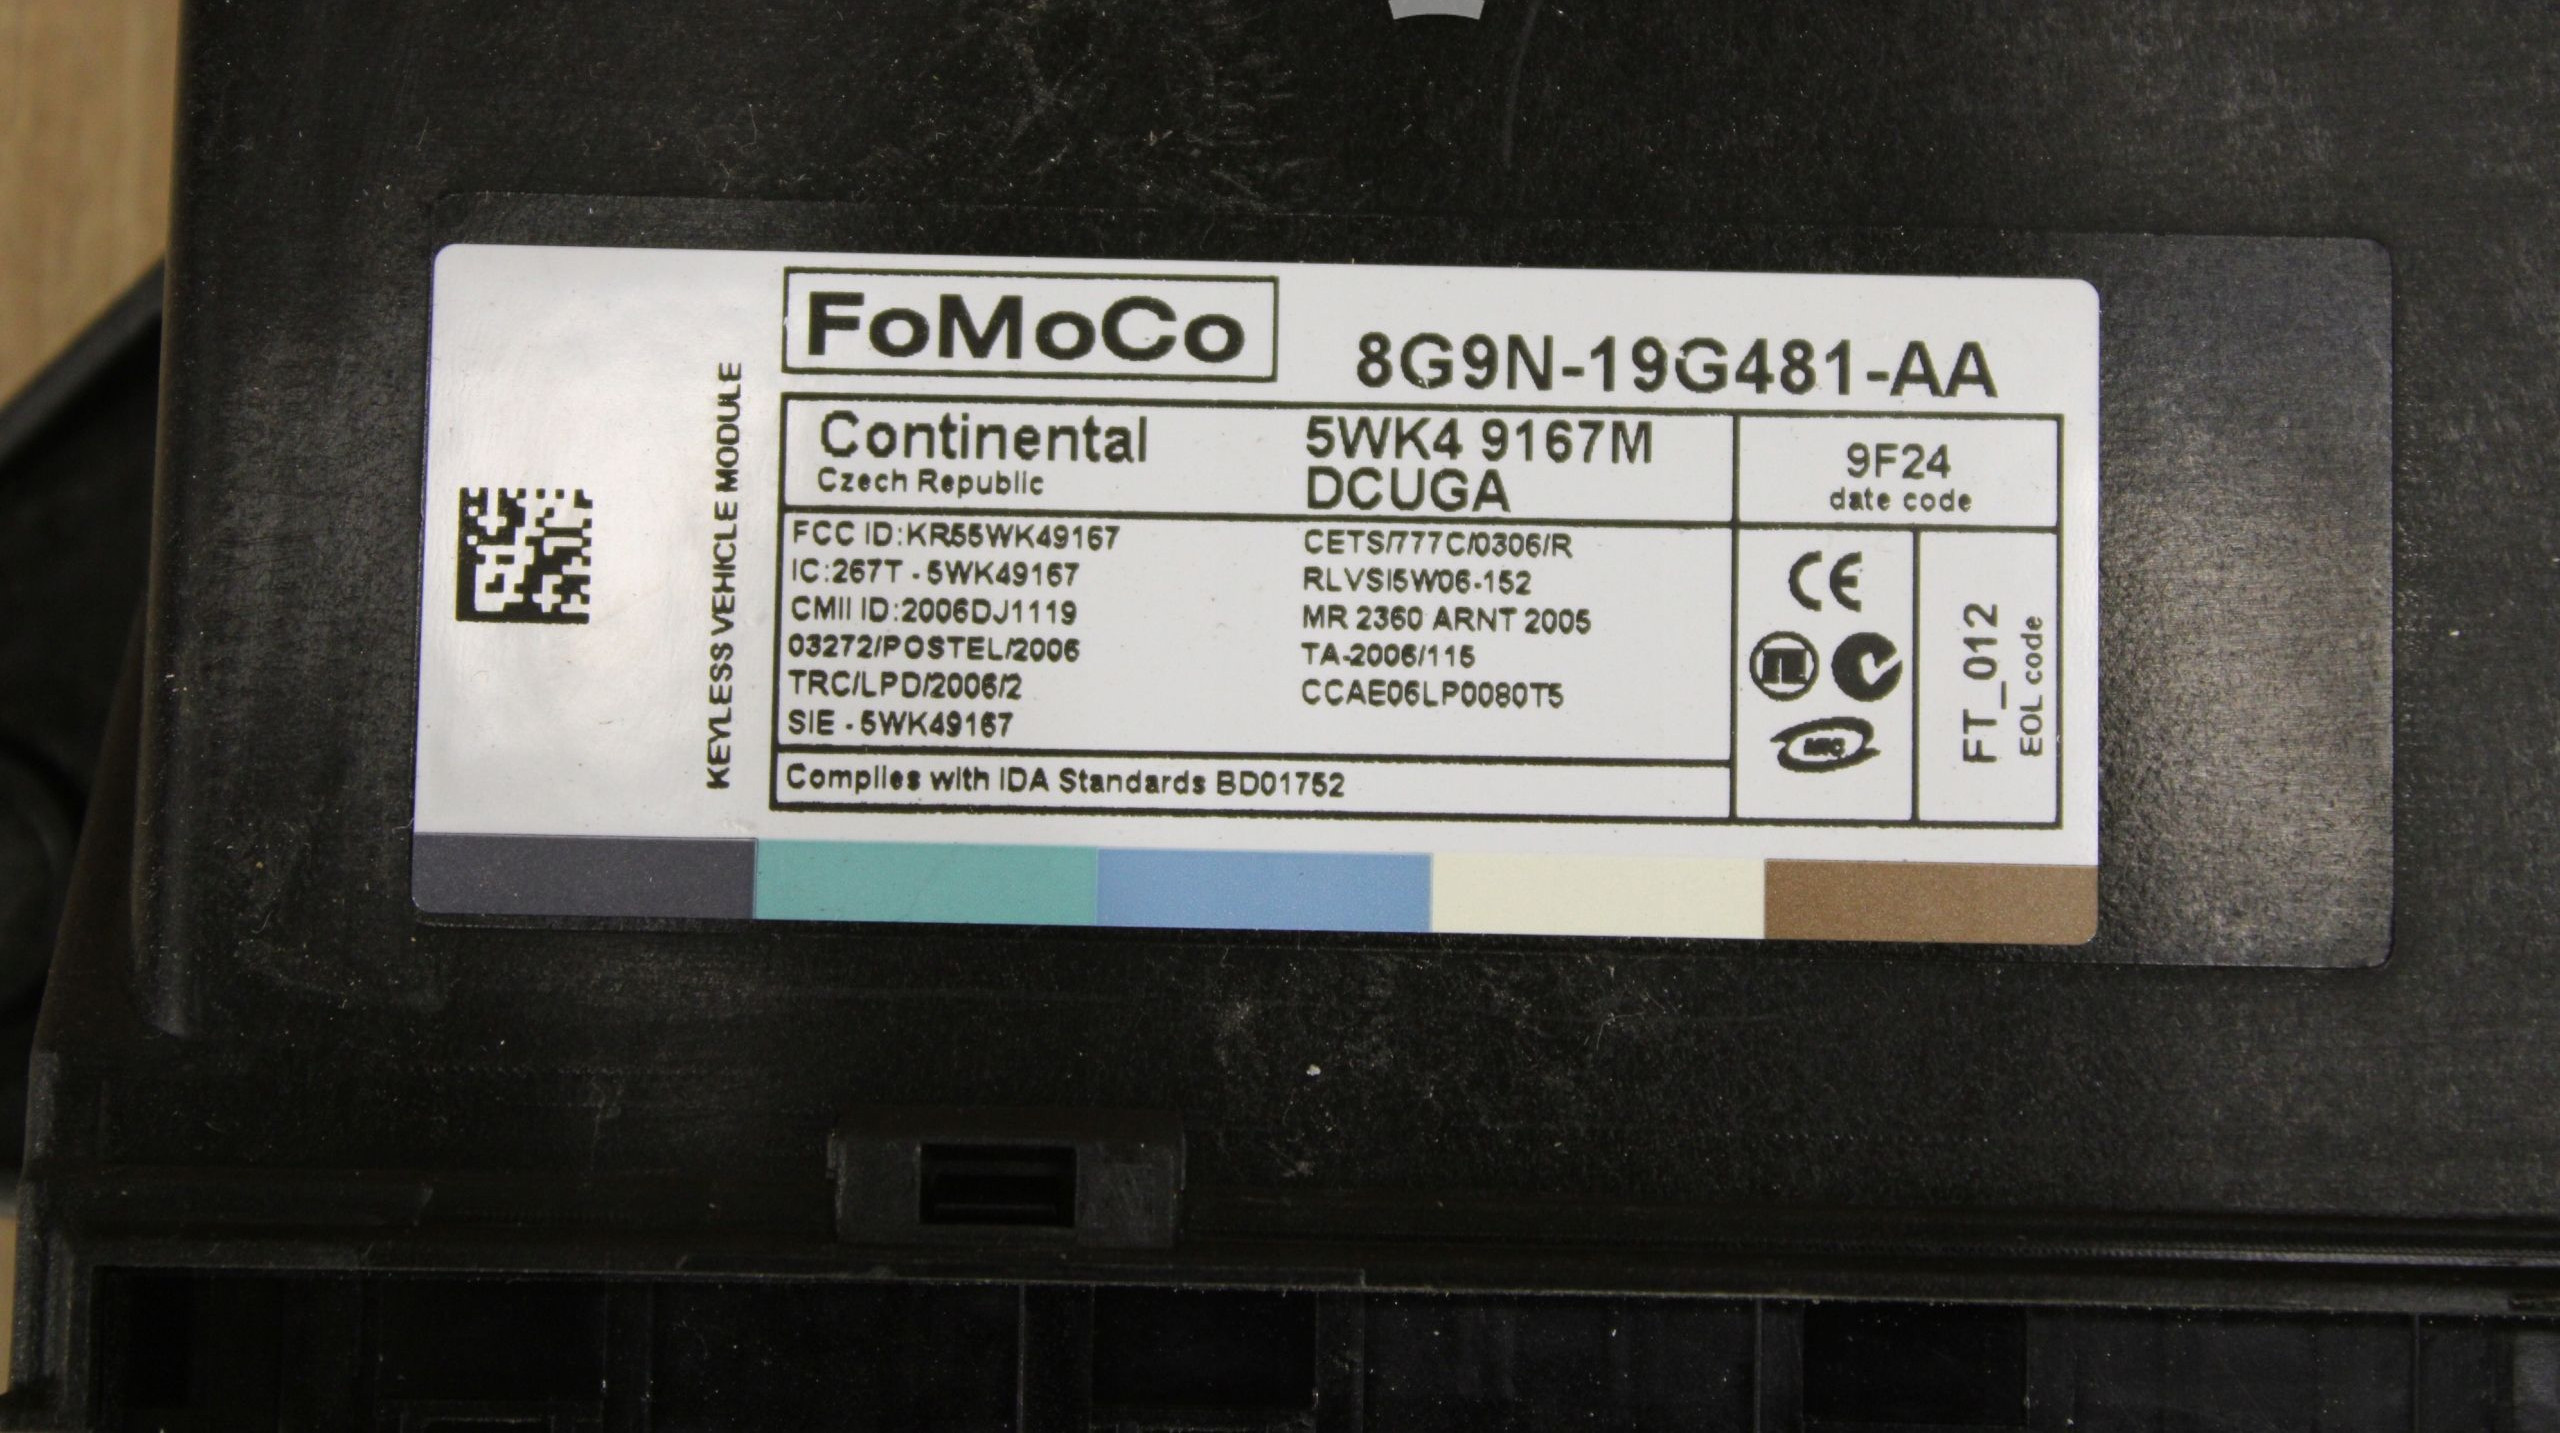 FoMoCo
8G9N-19G481-AA
KEYLESS VEHICLE MODULE
Continental
Czech Republic
5WK4 9167M
DCUGA
9F24
date code
FCC ID:KR55WK49167
IC:267T - 5WK49167
CMII ID:2006DJ1119
03272/POSTEL/2006
TRC/LPD/2006/2
SIE - 5WK49167
CETS/777C/0306/R
RLVSI5W06-152
MR 2360 ARNT 2005
TA-2006/115
CCAE06LP0080T5
CE
FT_012
EOL code
Complies with IDA Standards BD01752